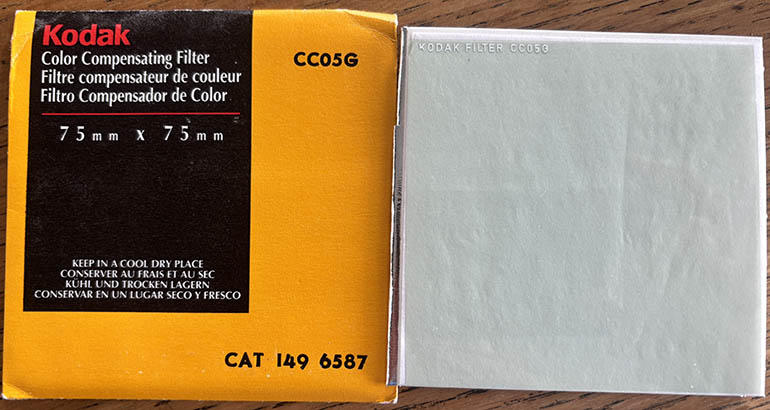 Kodak
Color Compensating Filter
Filtre compensateur de couleur
Filtro Compensador de Color
75mm x 75mm
CC05G
KEEP IN A COOL DRY PLACE
CONSERVER AU FRAIS ET AU SEC
KÜHL UND TROCKEN LAGERN
CONSERVAR EN UN LUGAR SECO Y FRESCO
CAT 149 6587
KODAK FILTER CC05G